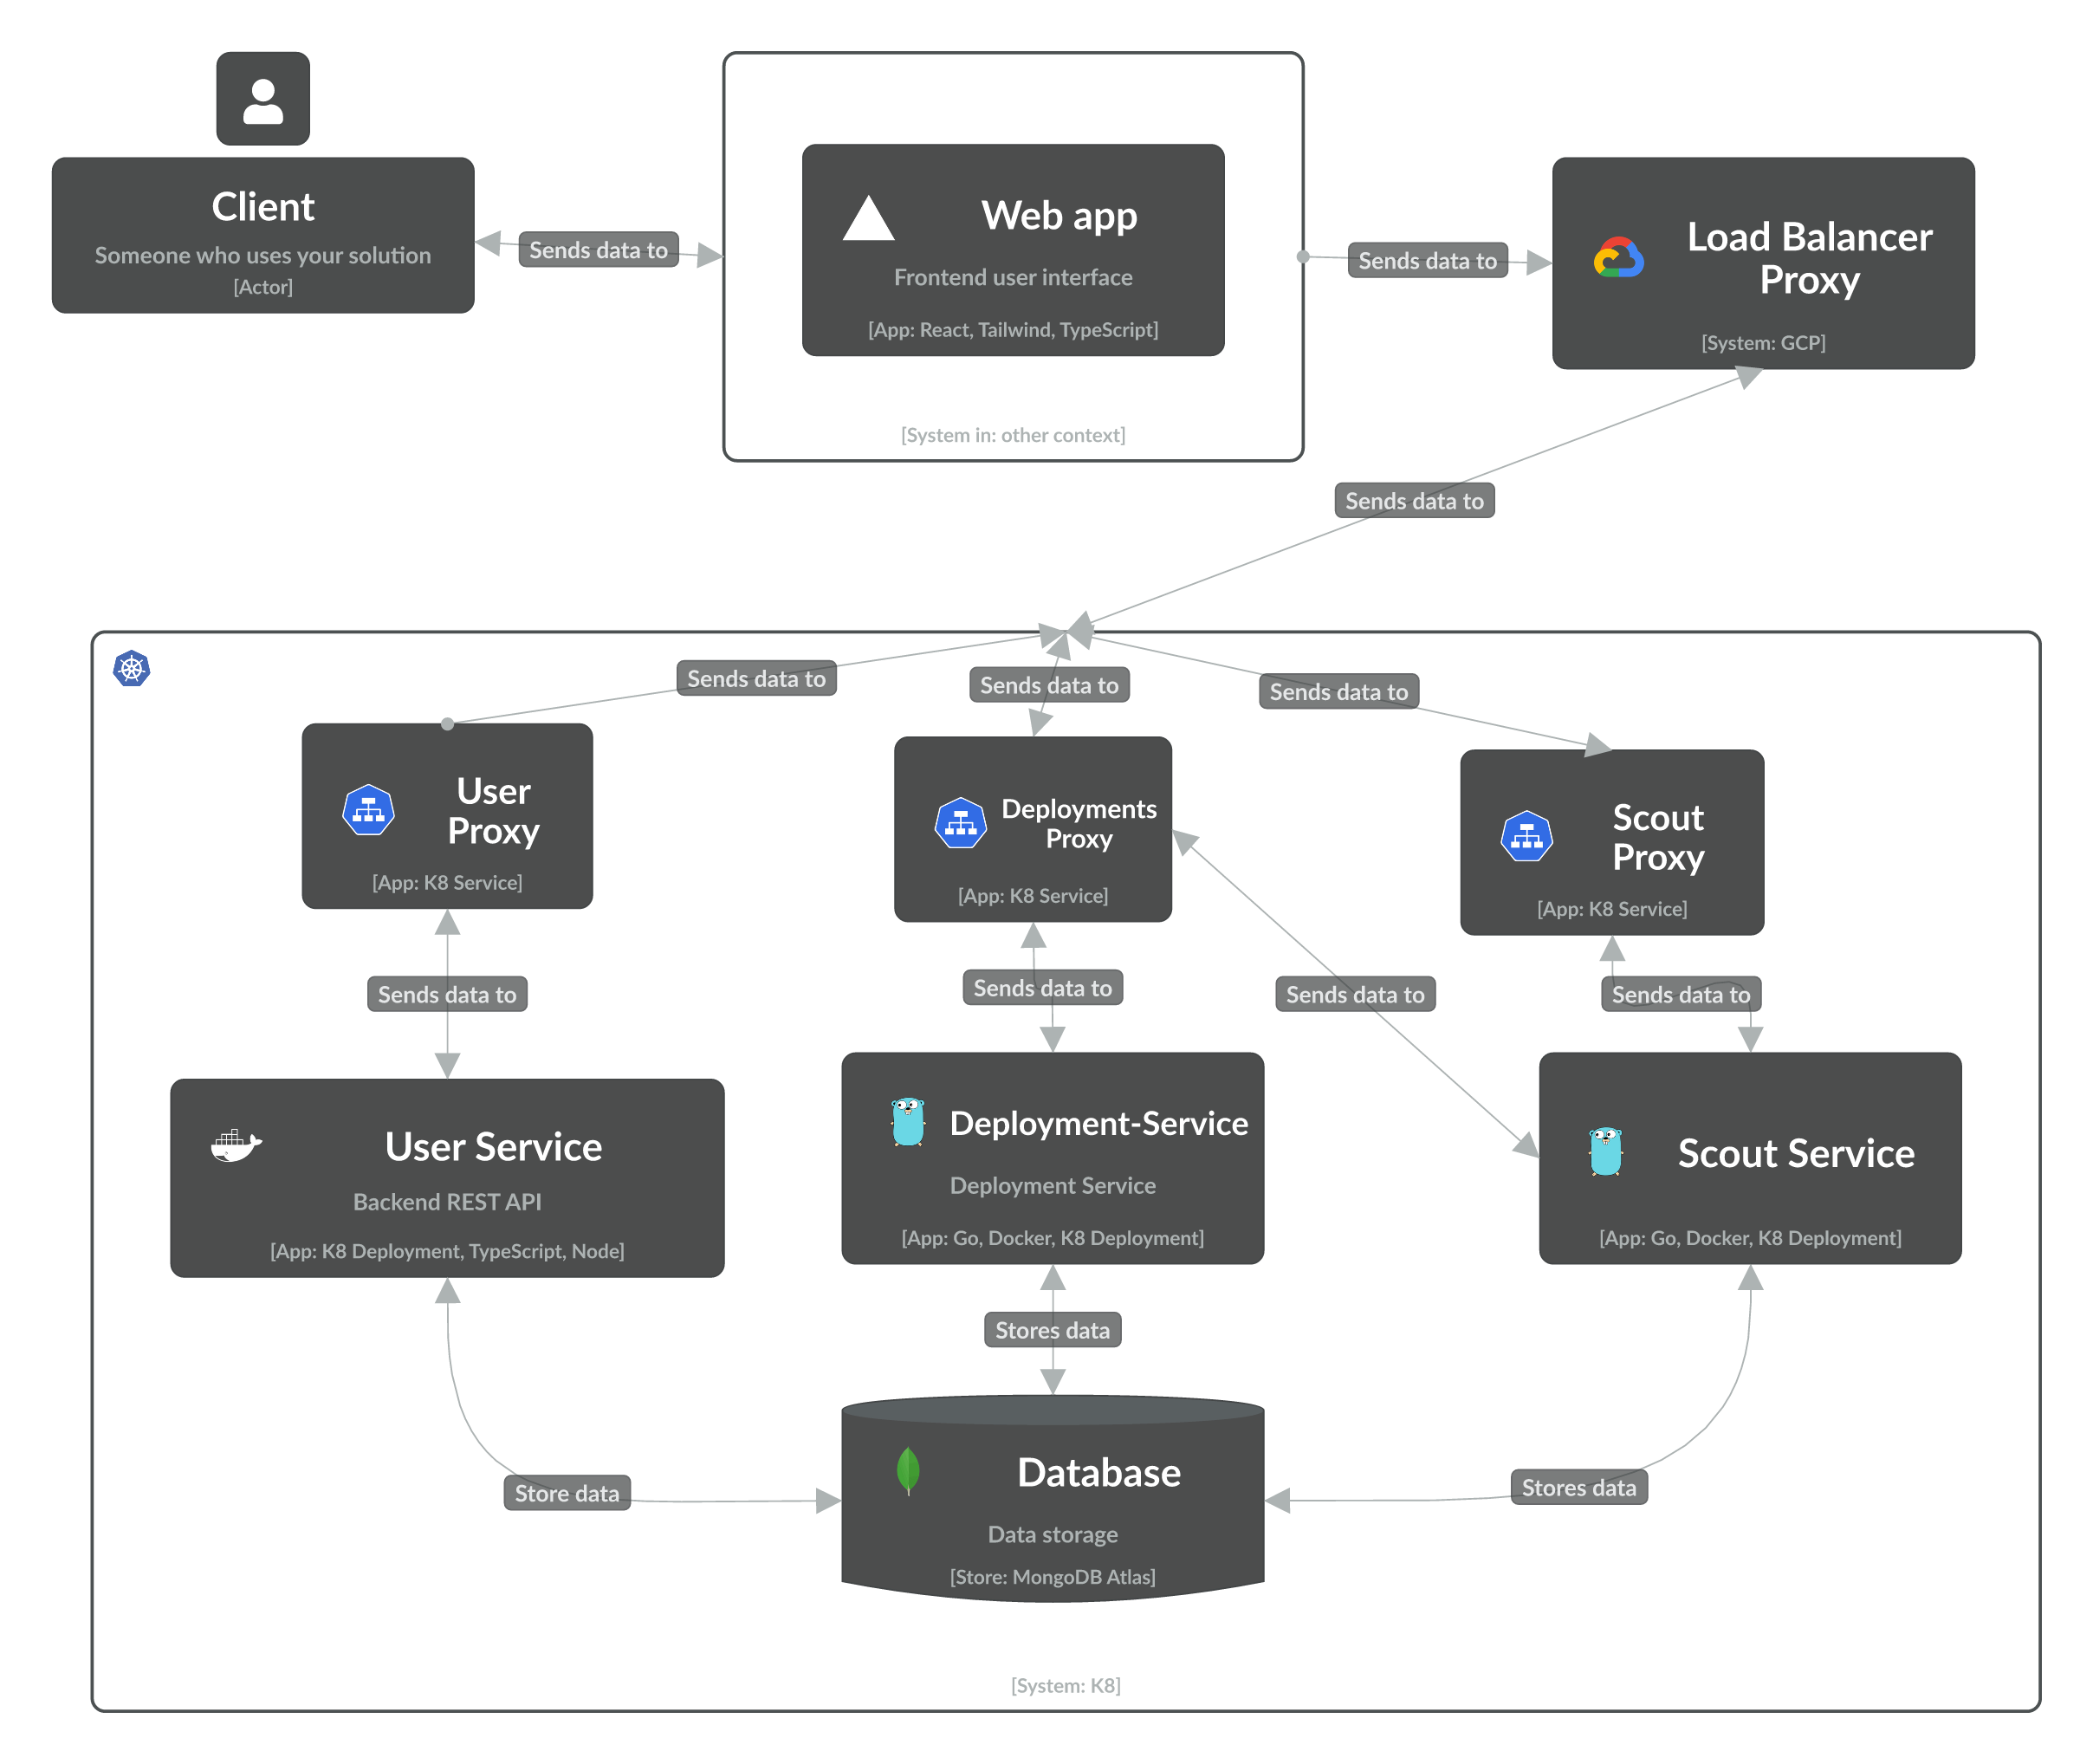 Client
Someone who uses your solution
[Actor]
Sends data to
Web app
Frontend user interface
[App: React, Tailwind, TypeScript]
[System in: other context]
Sends data to
Load Balancer
Proxy
[System: GCP]
Sends data to
Sends data to
Sends data to
Sends data to
User
Proxy
[App: K8 Service]
Deployments
Proxy
[App: K8 Service]
Scout
Proxy
[App: K8 Service]
Sends data to
Sends data to
Sends data to
Sends data to
User Service
Backend REST API
[App: K8 Deployment, TypeScript, Node]
Deployment-Service
Deployment Service
[App: Go, Docker, K8 Deployment]
Scout Service
[App: Go, Docker, K8 Deployment]
Stores data
Store data
Stores data
Database
Data storage
[Store: MongoDB Atlas]
[System: K8]